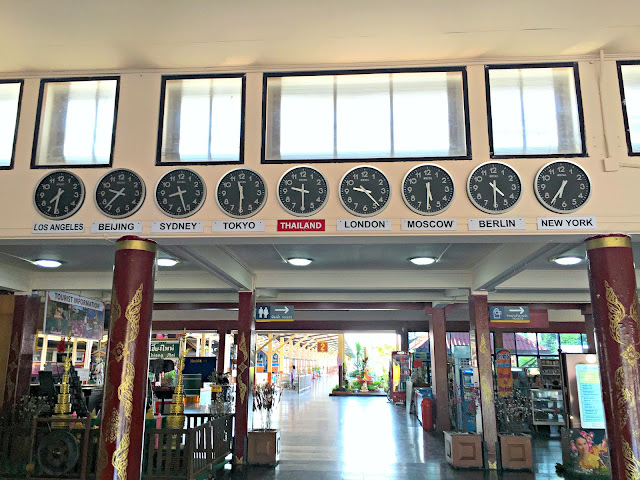 LOS ANGELES
BEIJING
SYDNEY
TOKYO
THAILAND
LONDON
MOSCOW
BERLIN
NEW YORK
TOURIST INFORMATION